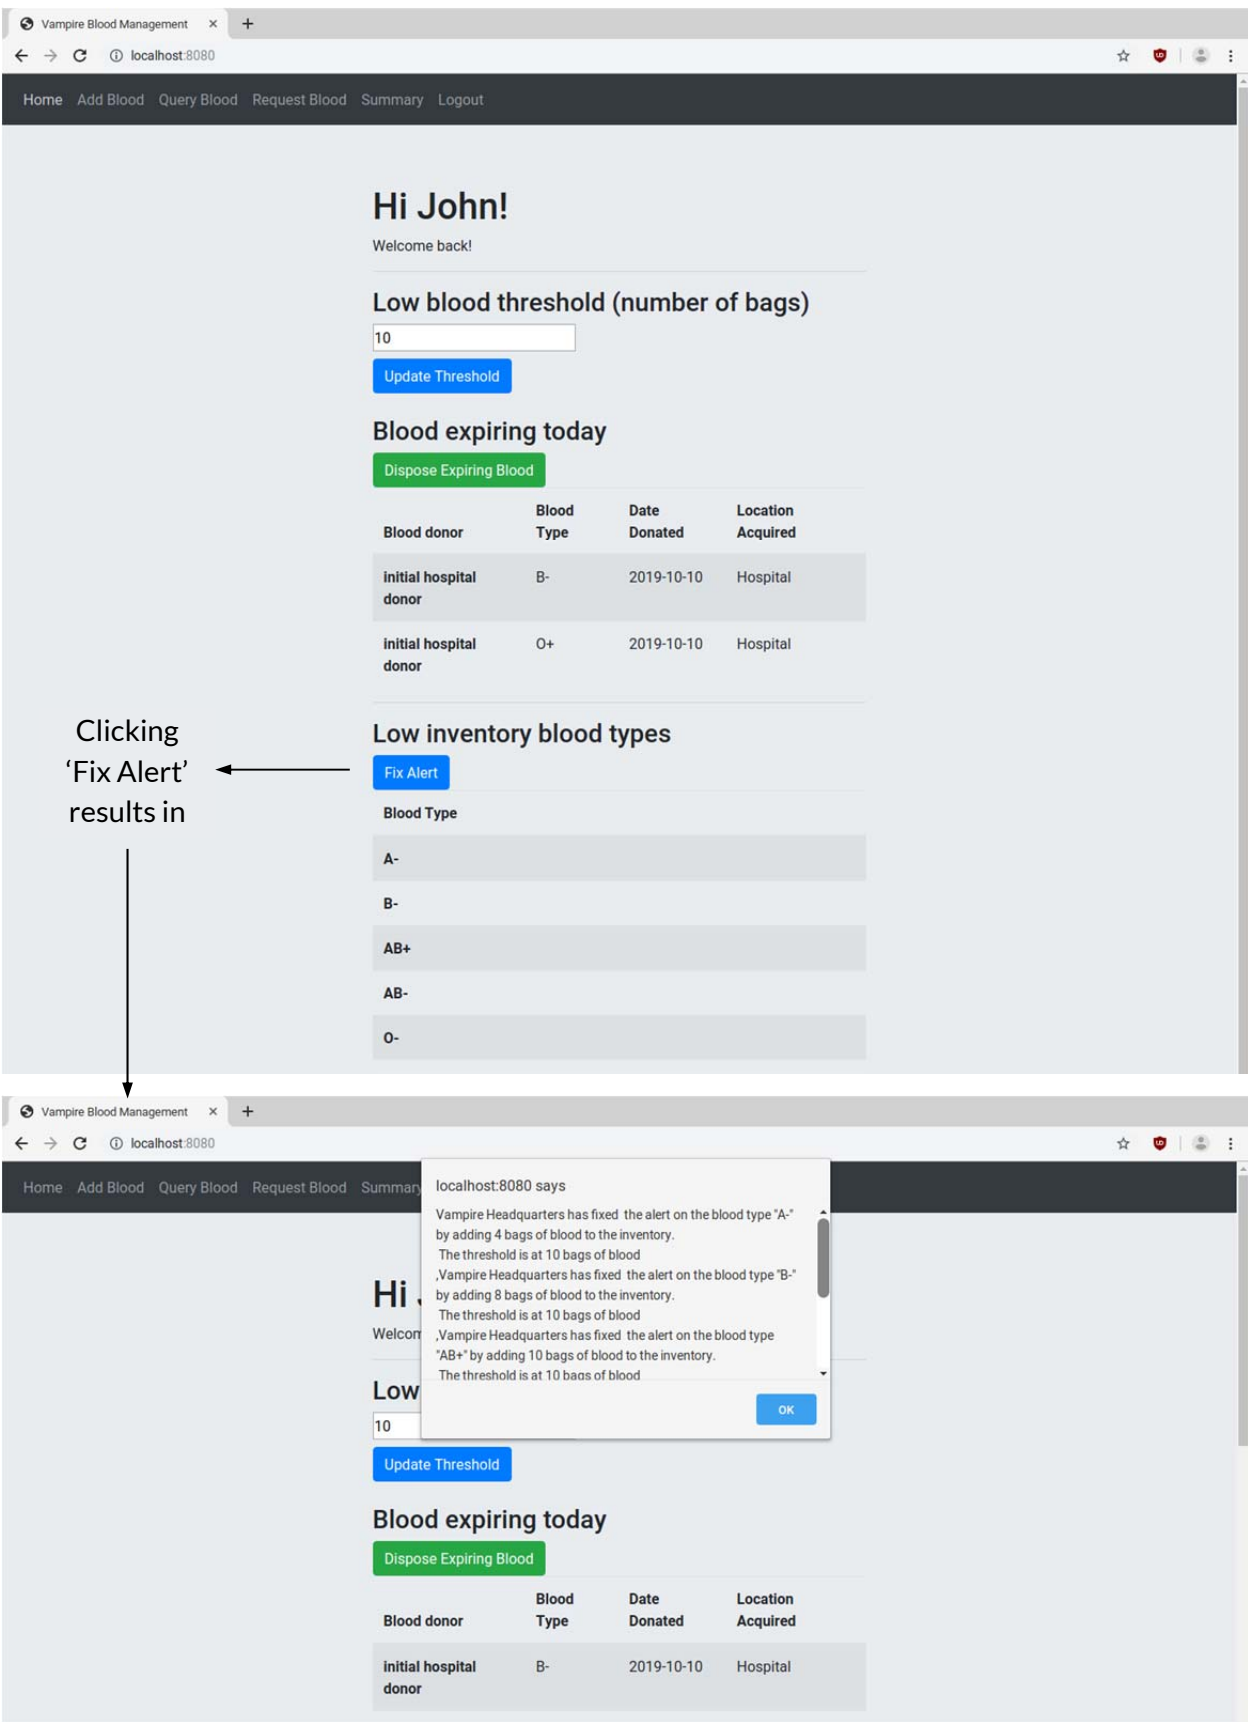 Vampire Blood Management
localhost:8080
Home Add Blood Query Blood Request Blood Summary Logout
Hi John!
Welcome back!
Low blood threshold (number of bags)
10
Update Threshold
Blood expiring today
Dispose Expiring Blood
Blood donor Blood Type Date Donated Location Acquired
initial hospital donor B- 2019-10-10 Hospital
initial hospital donor O+ 2019-10-10 Hospital
Low inventory blood types
Fix Alert
Blood Type
A-
B-
AB+
AB-
O-
Clicking
‘Fix Alert’
results in
Vampire Blood Management
localhost:8080
Home Add Blood Query Blood Request Blood Summary
localhost:8080 says
Vampire Headquarters has fixed the alert on the blood type "A-"
by adding 4 bags of blood to the inventory.
The threshold is at 10 bags of blood
,Vampire Headquarters has fixed the alert on the blood type "B-"
by adding 8 bags of blood to the inventory.
The threshold is at 10 bags of blood
,Vampire Headquarters has fixed the alert on the blood type
"AB+" by adding 10 bags of blood to the inventory.
The threshold is at 10 bags of blood
OK
Hi
Welcom
Low
10
Update Threshold
Blood expiring today
Dispose Expiring Blood
Blood donor Blood Type Date Donated Location Acquired
initial hospital donor B- 2019-10-10 Hospital